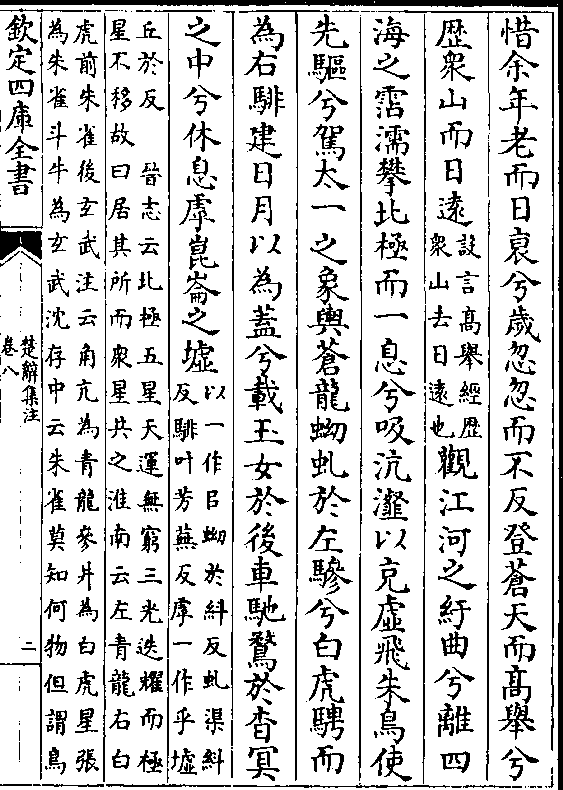 惜余年老而日衰兮歲忽忽而不反登蒼天而髙舉兮
歴衆山而日逺設言髙舉經歴
衆山去日逺也觀江河之紆曲兮離四
海之霑濡攀北極而一息兮吸沆瀣以充虚飛朱鳥使
先驅兮駕太一之象輿蒼龍蚴虬於左驂兮白虎騁而
為右騑建日月以為蓋兮載玉女於後車馳騖於杳冥
之中兮休息虖崑崙之墟以一作㠯蚴於糾反虬渠糾
反騑叶芳蕪反虖一作乎墟
丘於反　晉志云北極五星天運無窮三光迭耀而極
星不移故曰居其所而衆星共之淮南云左青龍右白
虎前朱雀後玄武注云角亢為青龍參井為白虎星張
為朱雀斗牛為玄武沈存中云朱雀莫知何物但謂鳥
欽定四庫全書
楚辭集注
卷八
二